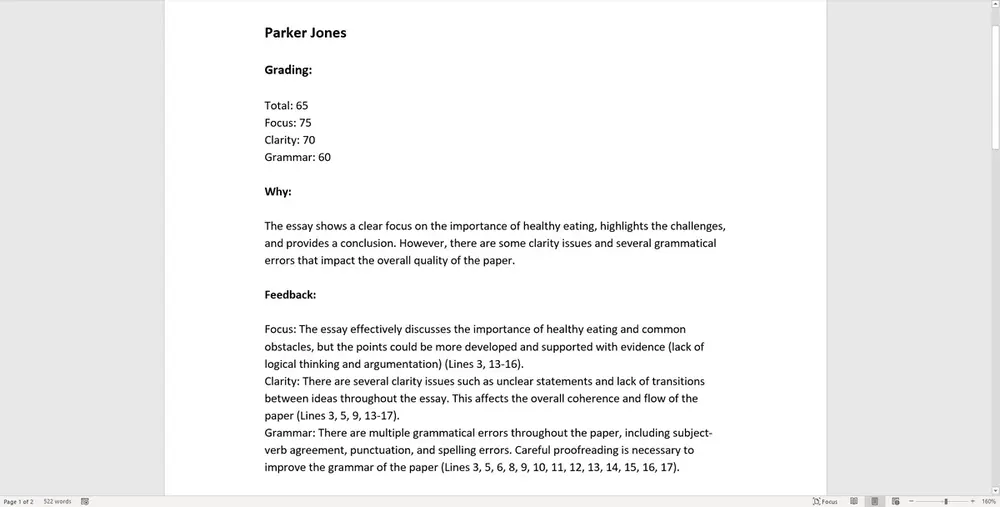 Parker Jones
Grading:
Total: 65
Focus: 75
Clarity: 70
Grammar: 60
Why:
The essay shows a clear focus on the importance of healthy eating, highlights the challenges,
and provides a conclusion. However, there are some clarity issues and several grammatical
errors that impact the overall quality of the paper.
Feedback:
Focus: The essay effectively discusses the importance of healthy eating and common
obstacles, but the points could be more developed and supported with evidence (lack of
logical thinking and argumentation) (Lines 3, 13-16).
Clarity: There are several clarity issues such as unclear statements and lack of transitions
between ideas throughout the essay. This affects the overall coherence and flow of the
paper (Lines 3, 5, 9, 13-17).
Grammar: There are multiple grammatical errors throughout the paper, including subject-
verb agreement, punctuation, and spelling errors. Careful proofreading is necessary to
improve the grammar of the paper (Lines 3, 5, 6, 8, 9, 10, 11, 12, 13, 14, 15, 16, 17).
Page 1 of 2 522 words Focus 160%